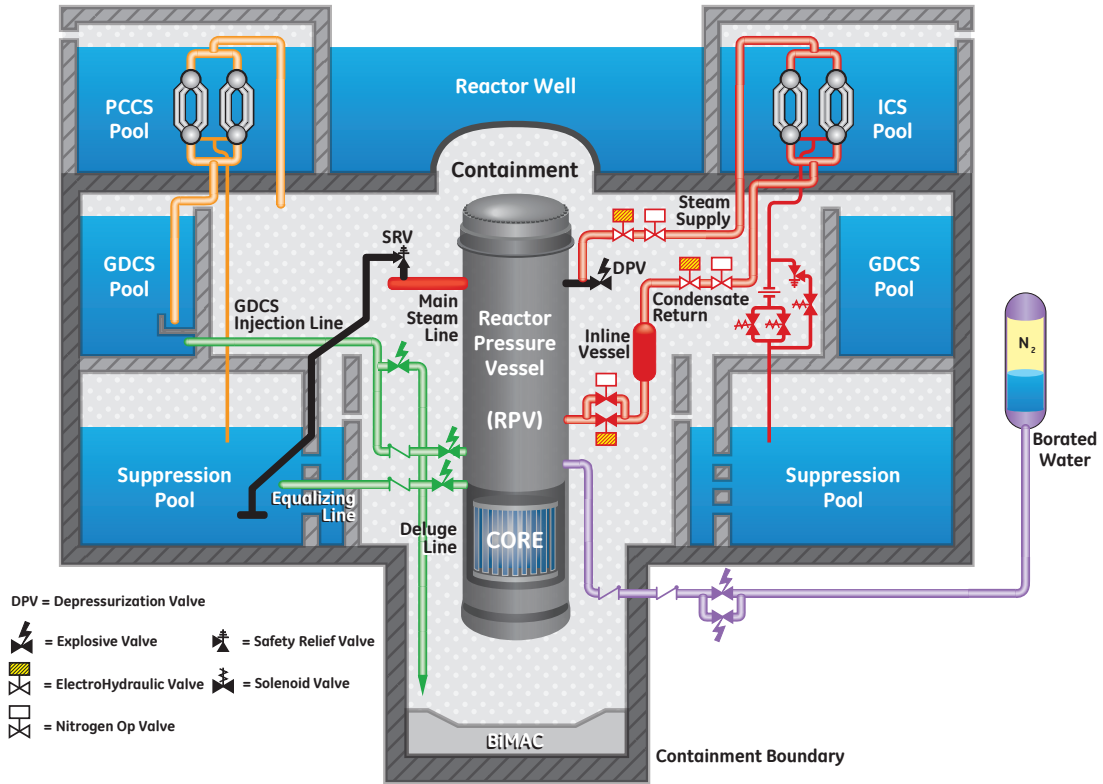 PCCS
Pool
Reactor Well
ICS
Pool
Containment
Steam
Supply
SRV
DPV
GDCS
Pool
GDCS
Injection Line
Main
Steam
Line
Reactor
Pressure
Vessel
(RPV)
Condensate
Return
Inline
Vessel
GDCS
Pool
N2
Borated
Water
Suppression
Pool
Equalizing
Line
Suppression
Pool
Deluge
Line
CORE
DPV = Depressurization Valve
= Explosive Valve
= Safety Relief Valve
= ElectroHydraulic Valve
= Solenoid Valve
= Nitrogen Op Valve
BiMAC
Containment Boundary